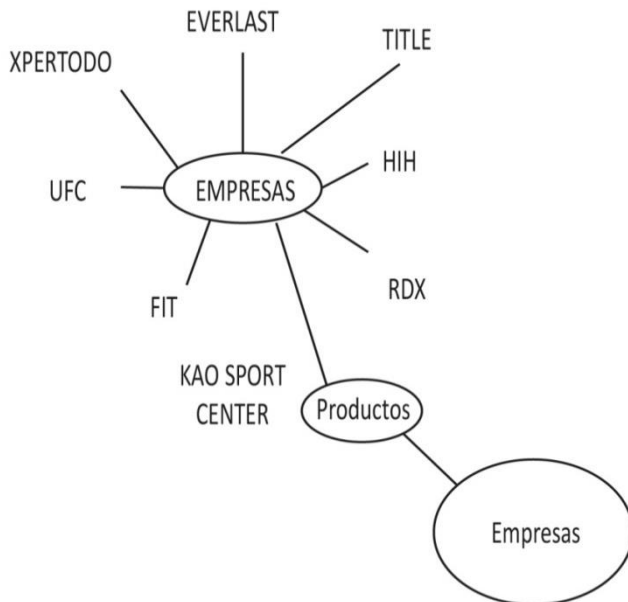 EVERLAST
TITLE
XPERTODO
HIH
UFC
EMPRESAS
RDX
FIT
KAO SPORT
CENTER
Productos
Empresas